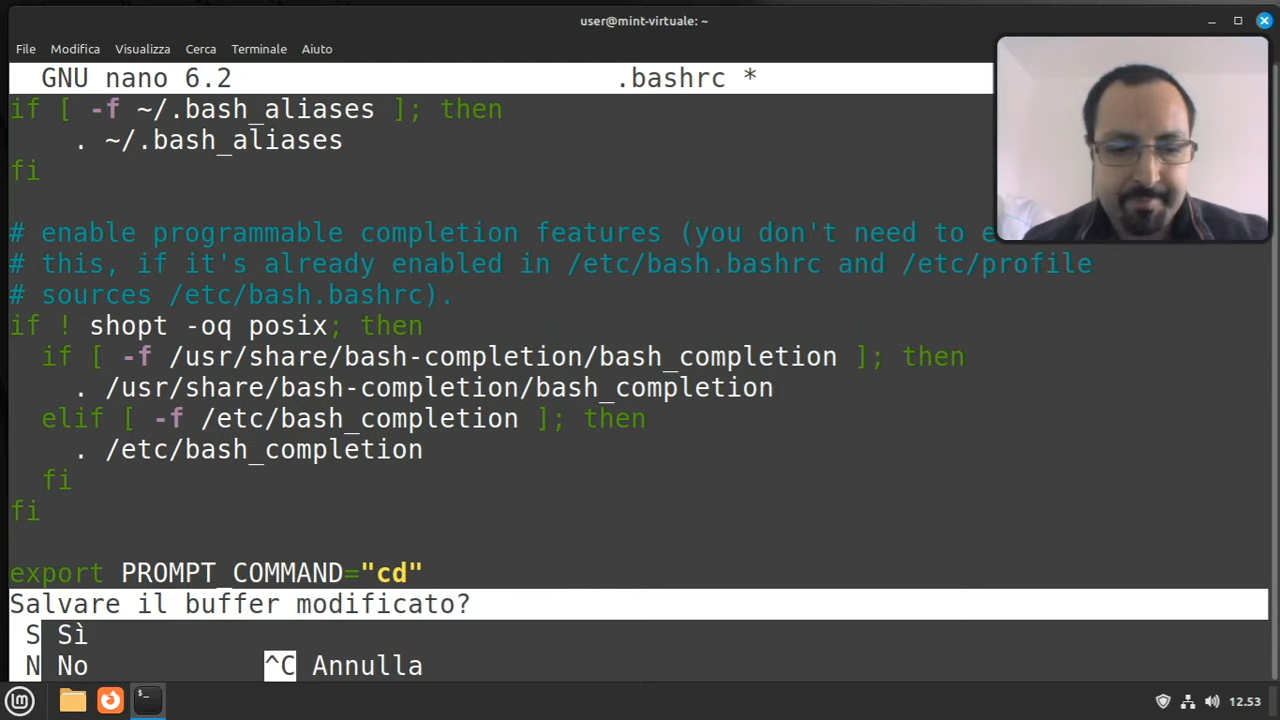 user@mint-virtuale: ~
File Modifica Visualizza Cerca Terminale Aiuto
GNU nano 6.2 .bashrc *
if [ -f ~/.bash_aliases ]; then
. ~/.bash_aliases
fi
# enable programmable completion features (you don't need to
# this, if it's already enabled in /etc/bash.bashrc and /etc/profile
# sources /etc/bash.bashrc).
if ! shopt -oq posix; then
if [ -f /usr/share/bash-completion/bash_completion ]; then
. /usr/share/bash-completion/bash_completion
elif [ -f /etc/bash_completion ]; then
. /etc/bash_completion
fi
fi
export PROMPT_COMMAND="cd"
Salvare il buffer modificato?
S Sì
N No ^C Annulla
12.53